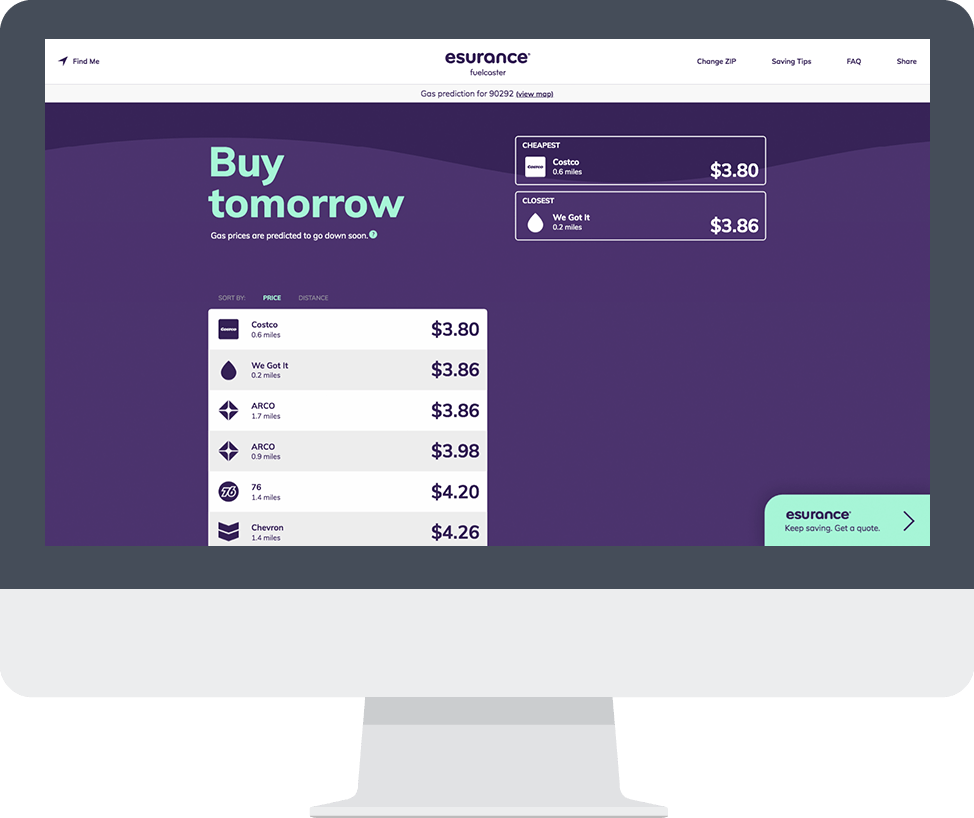 Find Me
esurance
fuelcaster
Change ZIP
Saving Tips
FAQ
Share
Gas prediction for 90292 (view map)
Buy
tomorrow
Gas prices are predicted to go down soon. ?
CHEAPEST
Costco
Costco
0.6 miles
$3.80
CLOSEST
We Got It
0.2 miles
$3.86
SORT BY:
PRICE
DISTANCE
Costco
Costco
0.6 miles
$3.80
We Got It
0.2 miles
$3.86
ARCO
1.7 miles
$3.86
ARCO
0.9 miles
$3.98
76
76
1.4 miles
$4.20
Chevron
1.4 miles
$4.26
esurance
Keep saving. Get a quote.